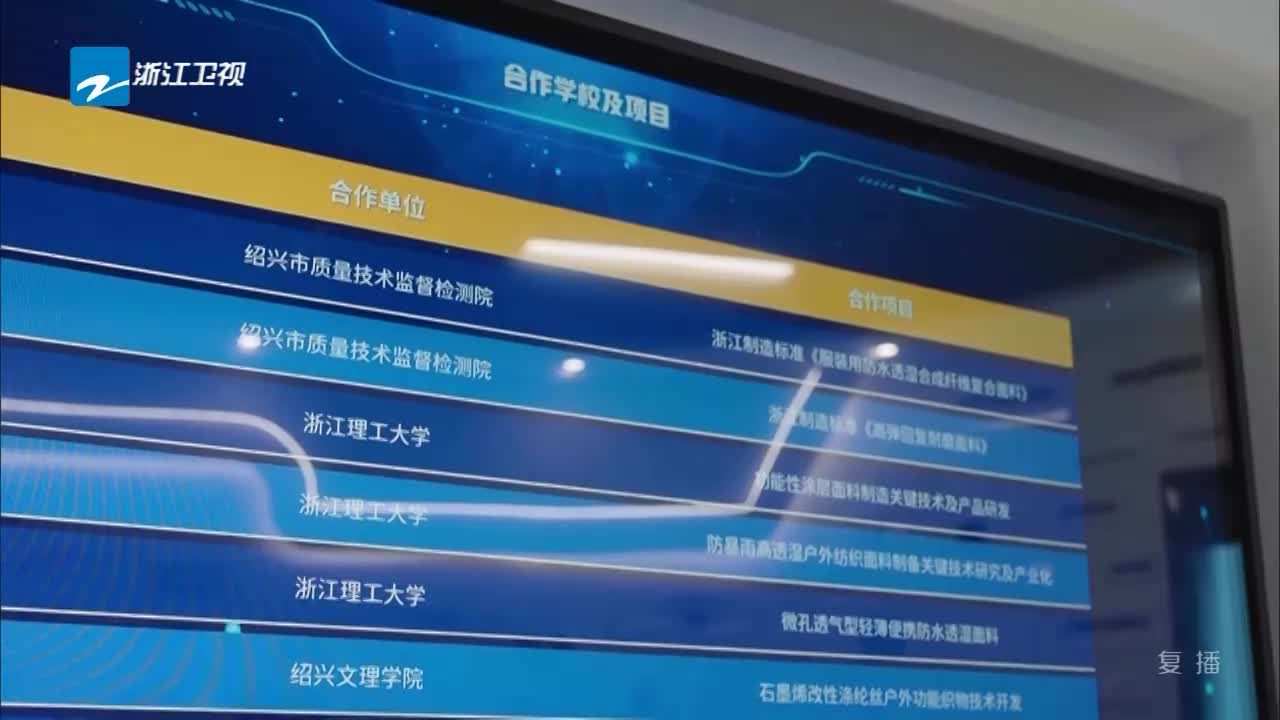 浙江卫视
合作学校及项目
合作单位
合作项目
绍兴市质量技术监督检测院
浙江制造标准《服装用防水透湿合成纤维复合面料》
绍兴市质量技术监督检测院
浙江制造标准《高弹回复耐磨面料》
浙江理工大学
功能性涂层面料制造关键技术及产品研发
浙江理工大学
防暴雨高透湿户外纺织面料制备关键技术研究及产业化
浙江理工大学
微孔透气型轻薄便携防水透湿面料
绍兴文理学院
石墨烯改性涤纶丝户外功能织物技术开发
复播